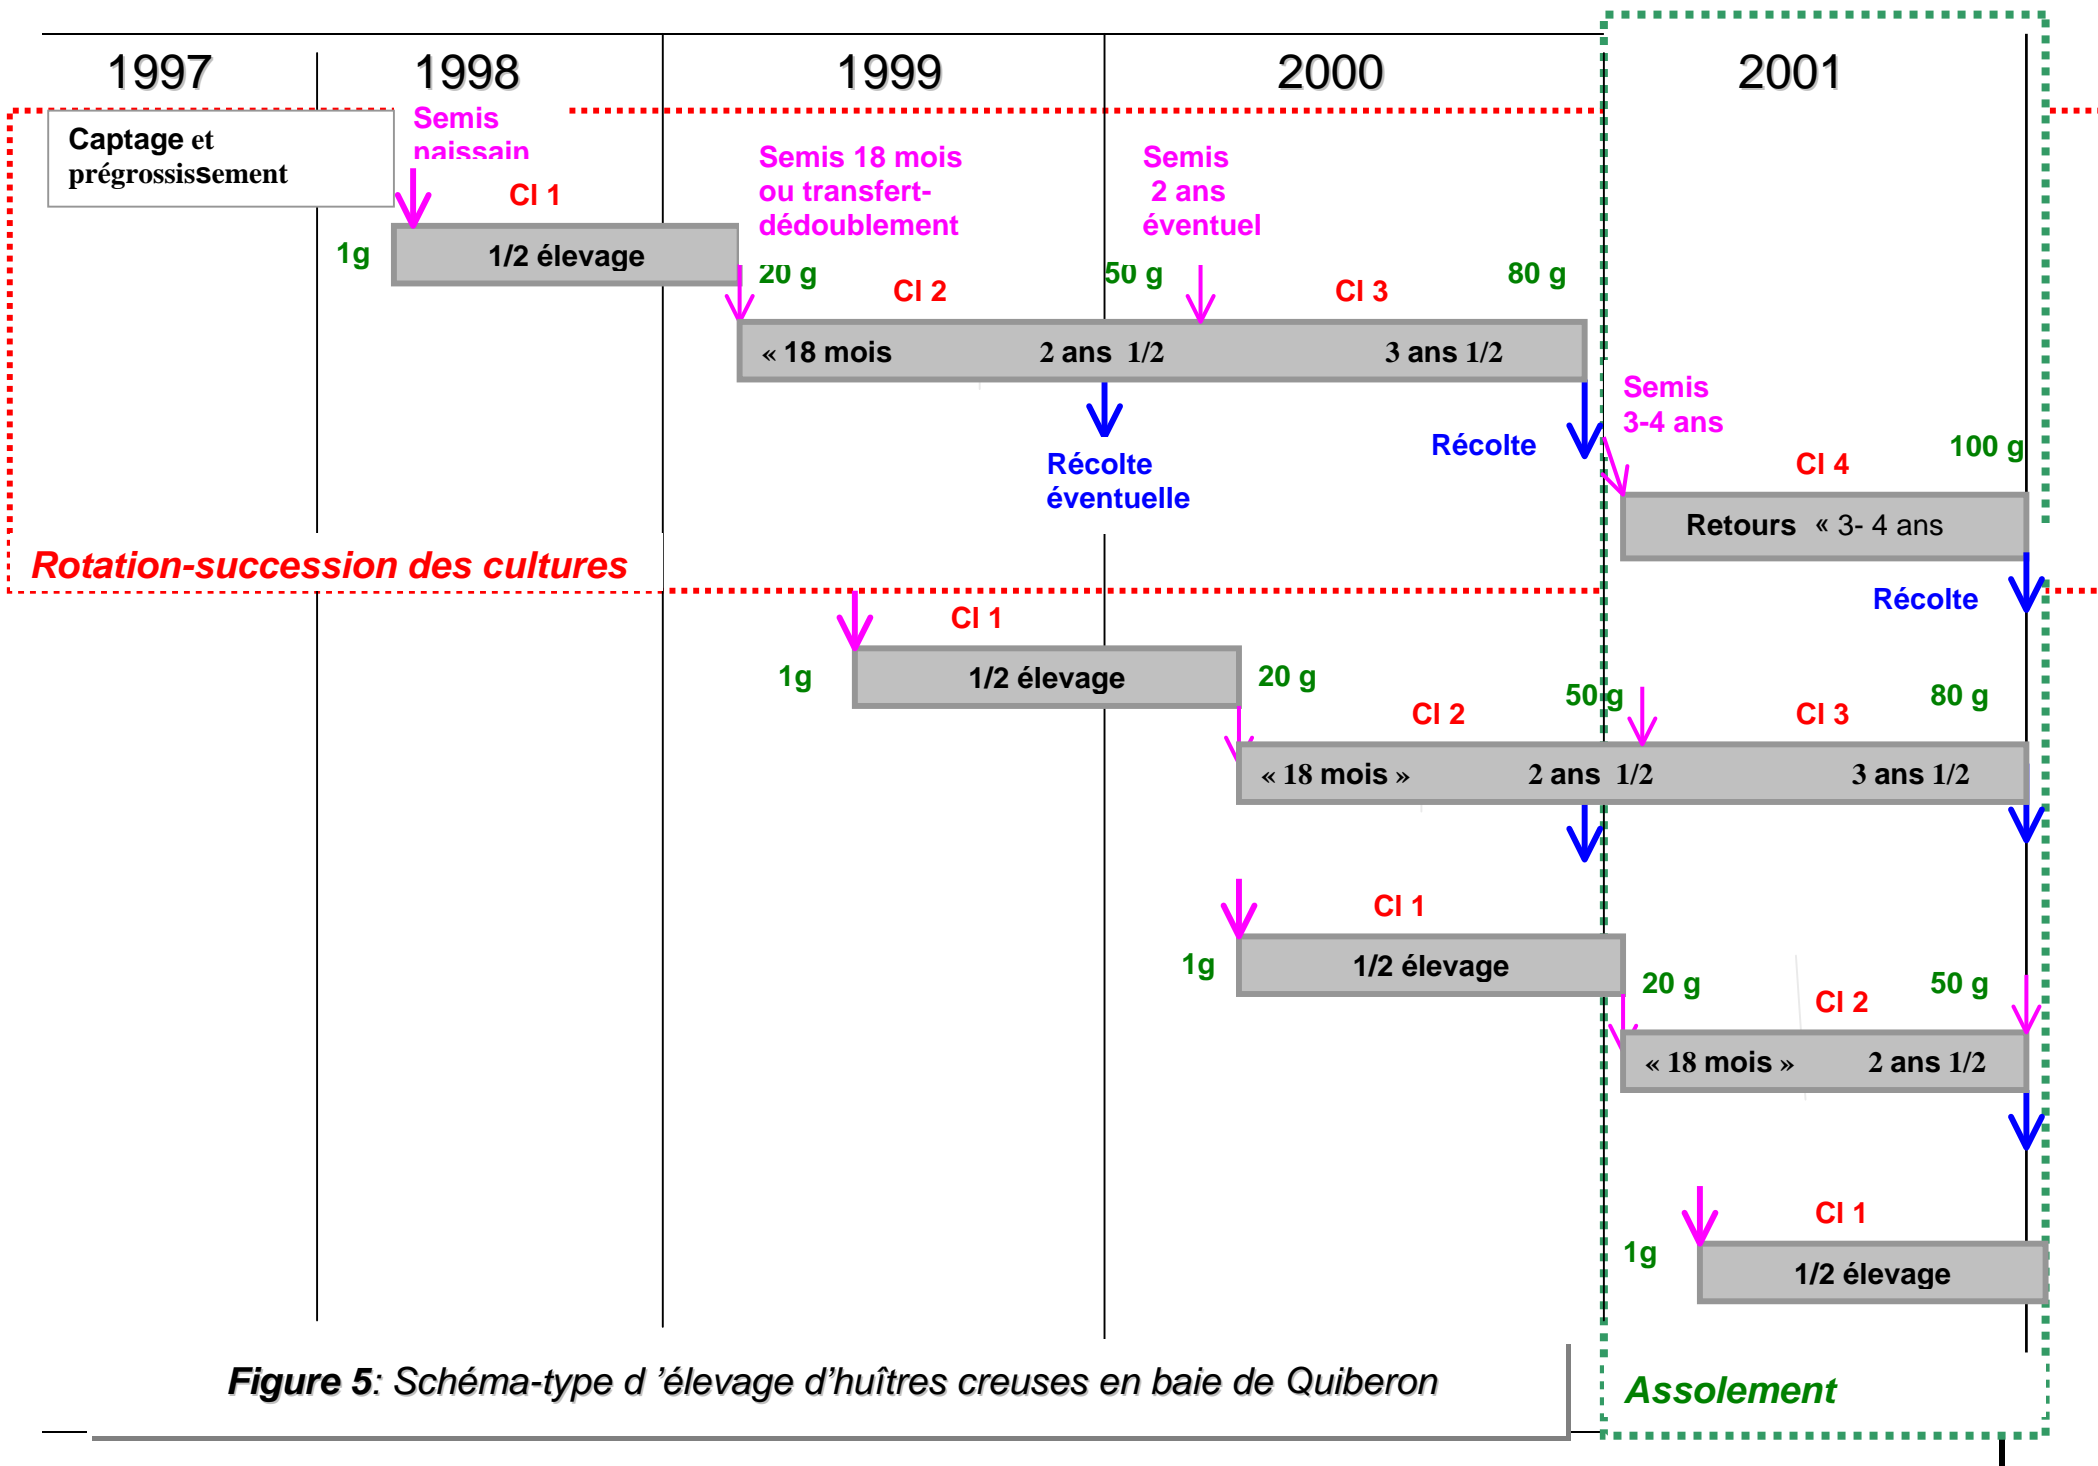 1997 1998 1999 2000 2001
Captage et
prégrossissement
Semis
naissain
Cl 1
1g
1/2 élevage
Semis 18 mois
ou transfert-
dédoublement
Semis
2 ans
éventuel
20 g
Cl 2
50 g
Cl 3
80 g
« 18 mois 2 ans 1/2 3 ans 1/2
Récolte
éventuelle
Récolte
Semis
3-4 ans
Cl 4
100 g
Retours « 3- 4 ans
Récolte
Rotation-succession des cultures
Cl 1
1g
1/2 élevage
20 g
Cl 2
50 g
Cl 3
80 g
« 18 mois » 2 ans 1/2 3 ans 1/2
Cl 1
1g
1/2 élevage
20 g
Cl 2
50 g
« 18 mois » 2 ans 1/2
Cl 1
1g
1/2 élevage
Figure 5: Schéma-type d ’élevage d’huîtres creuses en baie de Quiberon
Assolement